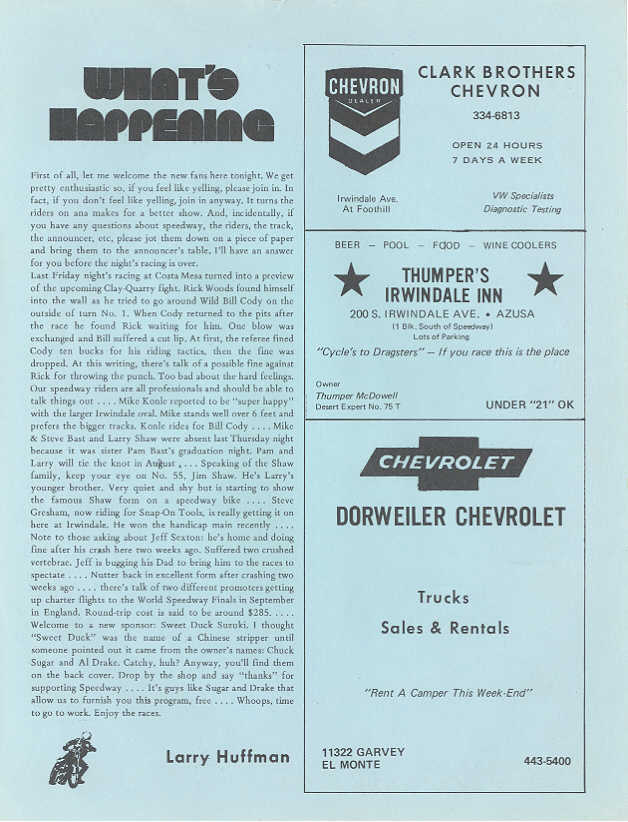 WHAT'S
HAPPENING
First of all, let me welcome the new fans here tonight. We get
pretty enthusiastic so, if you feel like yelling, please join in. In
fact, if you don't feel like yelling, join in anyway. It turns the
riders on ana makes for a better show. And, incidentally, if
you have any questions about speedway, the riders, the track,
the announcer, etc, please jot them down on a piece of paper
and bring them to the announcer's table. I'll have an answer
for you before the night's racing is over.
Last Friday night's racing at Costa Mesa turned into a preview
of the upcoming Clay-Quarry fight. Rick Woods found himself
into the wall as he tried to go around Wild Bill Cody on the
outside of turn No. 1. When Cody returned to the pits after
the race he found Rick waiting for him. One blow was
exchanged and Bill suffered a cut lip. At first, the referee fined
Cody ten bucks for his riding tactics, then the fine was
dropped. At this writing, there's talk of a possible fine against
Rick for throwing the punch. Too bad about the hard feelings.
Our speedway riders are all professionals and should be able to
talk things out .... Mike Konle reported to be "super happy"
with the larger Irwindale oval. Mike stands well over 6 feet and
prefers the bigger tracks. Konle rides for Bill Cody .... Mike
& Steve Bast and Larry Shaw were absent last Thursday night
because it was sister Pam Bast's graduation night. Pam and
Larry will tie the knot in August .... Speaking of the Shaw
family, keep your eye on No. 55, Jim Shaw. He's Larry's
younger brother. Very quiet and shy but is starting to show
the famous Shaw form on a speedway bike .... Steve
Gresham, now riding for Snap-On Tools, is really getting it on
here at Irwindale. He won the handicap main recently ....
Note to those asking about Jeff Sexton: he's home and doing
fine after his crash here two weeks ago. Suffered two crushed
vertebrae. Jeff is bugging his Dad to bring him to the races to
spectate .... Nutter back in excellent form after crashing two
weeks ago .... there's talk of two different promoters getting
up charter flights to the World Speedway Finals in September
in England. Round-trip cost is said to be around $285. ....
Welcome to a new sponsor: Sweet Duck Suzuki. I thought
"Sweet Duck" was the name of a Chinese stripper until
someone pointed out it came from the owner's names: Chuck
Sugar and Al Drake. Catchy, huh? Anyway, you'll find them
on the back cover. Drop by the shop and say "thanks" for
supporting Speedway .... It's guys like Sugar and Drake that
allow us to furnish you this program, free .... Whoops, time
to go to work. Enjoy the races.
Larry Huffman
CHEVRON
DEALER
CLARK BROTHERS
CHEVRON
334-6813
OPEN 24 HOURS
7 DAYS A WEEK
Irwindale Ave.
At Foothill
VW Specialists
Diagnostic Testing
BEER – POOL – FOOD – WINE COOLERS
THUMPER'S
IRWINDALE INN
200 S. IRWINDALE AVE. • AZUSA
(1 Blk. South of Speedway)
Lots of Parking
"Cycle's to Dragsters" – If you race this is the place
Owner
Thumper McDowell
Desert Expert No. 75 T
UNDER "21" OK
CHEVROLET
DORWEILER CHEVROLET
Trucks
Sales & Rentals
"Rent A Camper This Week-End"
11322 GARVEY
EL MONTE
443-5400